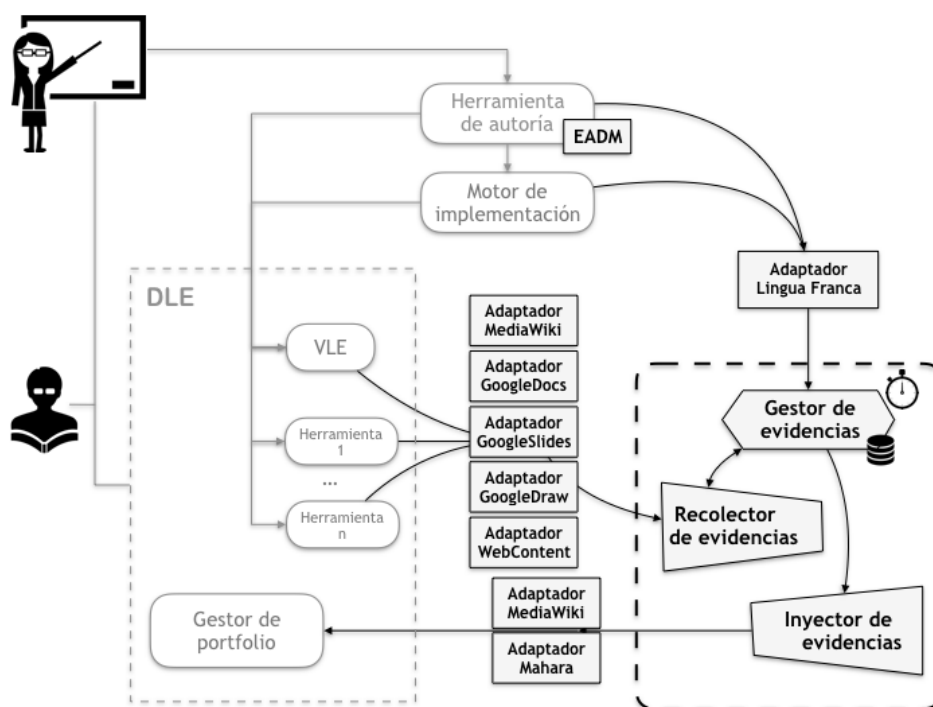 Herramienta
de autoría
EADM
Motor de
implementación
Adaptador
Lingua Franca
DLE
VLE
Herramienta
1
...
Herramienta
n
Adaptador
MediaWiki
Adaptador
GoogleDocs
Adaptador
GoogleSlides
Adaptador
GoogleDraw
Adaptador
WebContent
Gestor de
evidencias
Recolector
de evidencias
Inyector de
evidencias
Adaptador
MediaWiki
Adaptador
Mahara
Gestor de
portfolio